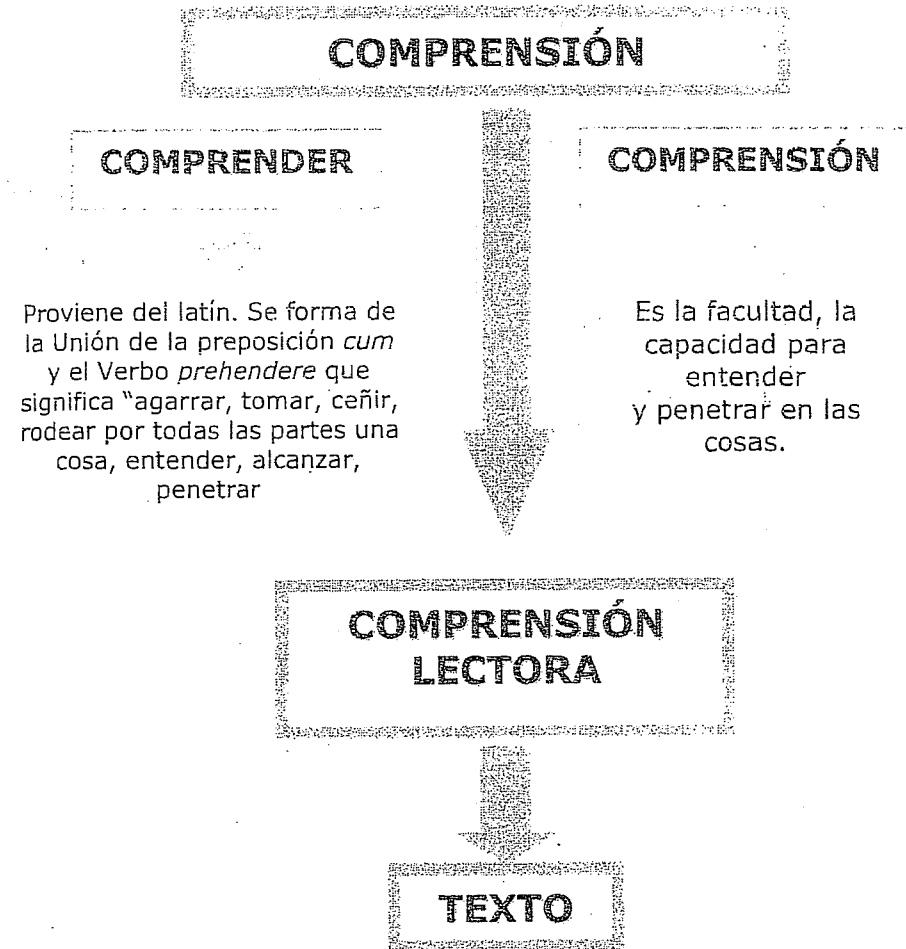 COMPRENSIÓN
COMPRENDER
Proviene del latín. Se forma de
la Unión de la preposición cum
y el Verbo prehendere que
significa "agarrar, tomar, ceñir,
rodear por todas las partes una
cosa, entender, alcanzar,
penetrar
COMPRENSIÓN
Es la facultad, la
capacidad para
entender
y penetrar en las
cosas.
COMPRENSIÓN
LECTORA
TEXTO